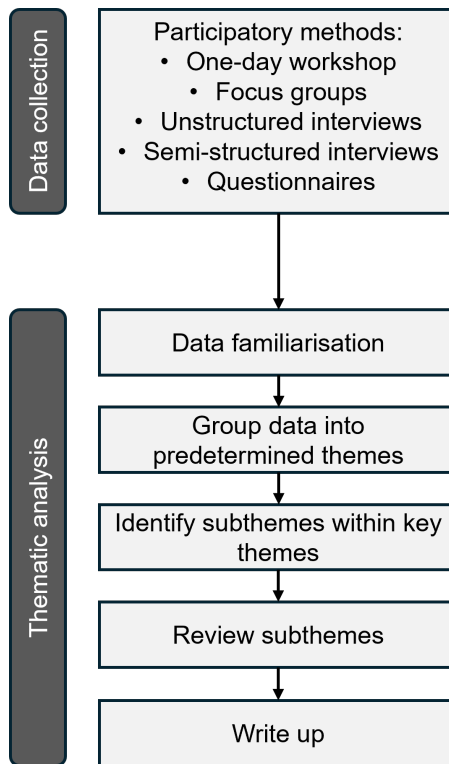 Data collection
Participatory methods:
• One-day workshop
• Focus groups
• Unstructured interviews
• Semi-structured interviews
• Questionnaires
Thematic analysis
Data familiarisation
Group data into
predetermined themes
Identify subthemes within key
themes
Review subthemes
Write up